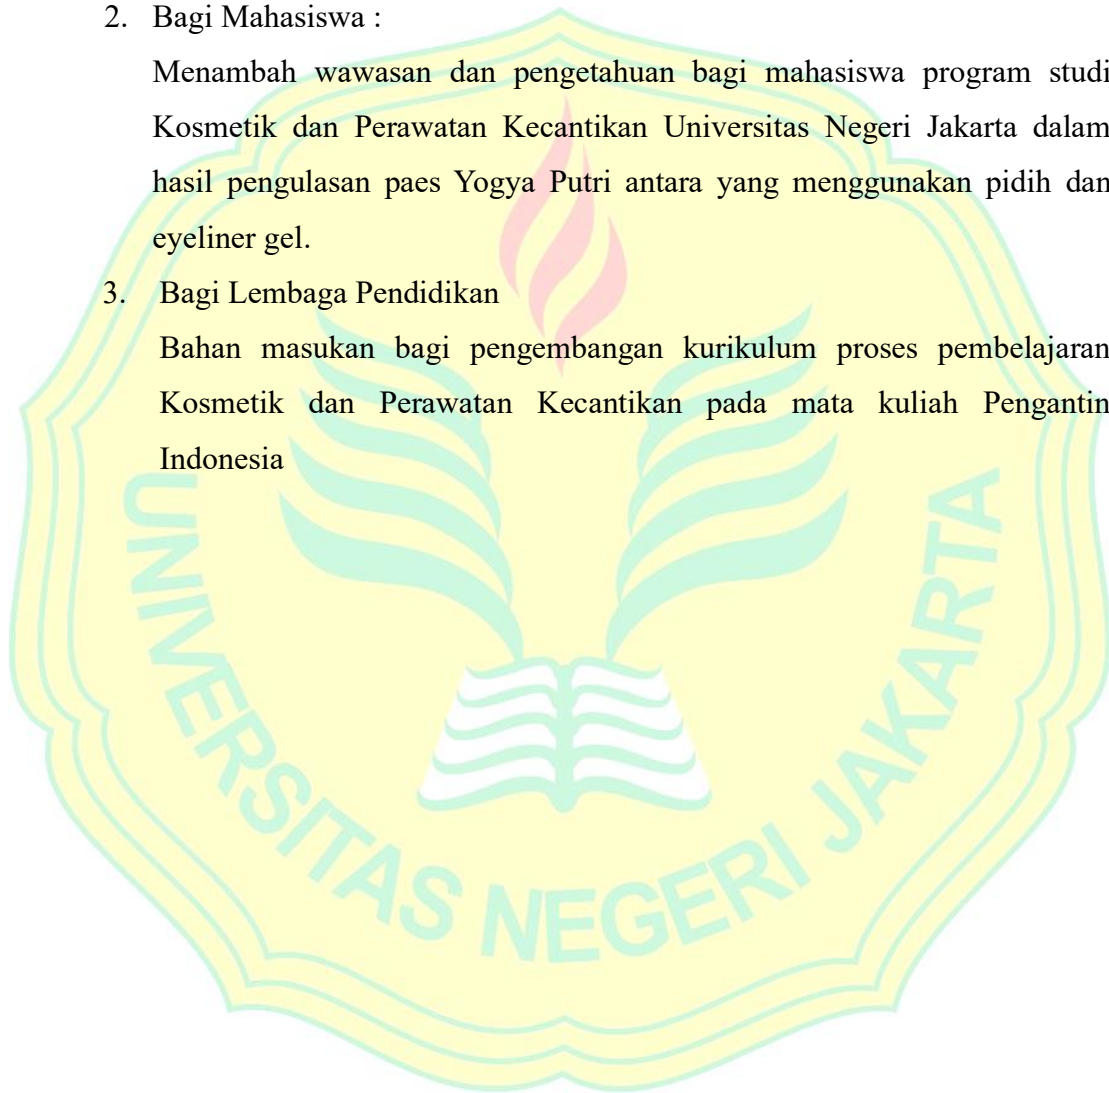 2. Bagi Mahasiswa :
Menambah wawasan dan pengetahuan bagi mahasiswa program studi
Kosmetik dan Perawatan Kecantikan Universitas Negeri Jakarta dalam
hasil pengulasan paes Yogya Putri antara yang menggunakan pidih dan
eyeliner gel.
3. Bagi Lembaga Pendidikan
Bahan masukan bagi pengembangan kurikulum proses pembelajaran
Kosmetik dan Perawatan Kecantikan pada mata kuliah Pengantin
Indonesia
UNIVERSITAS NEGERI JAKARTA